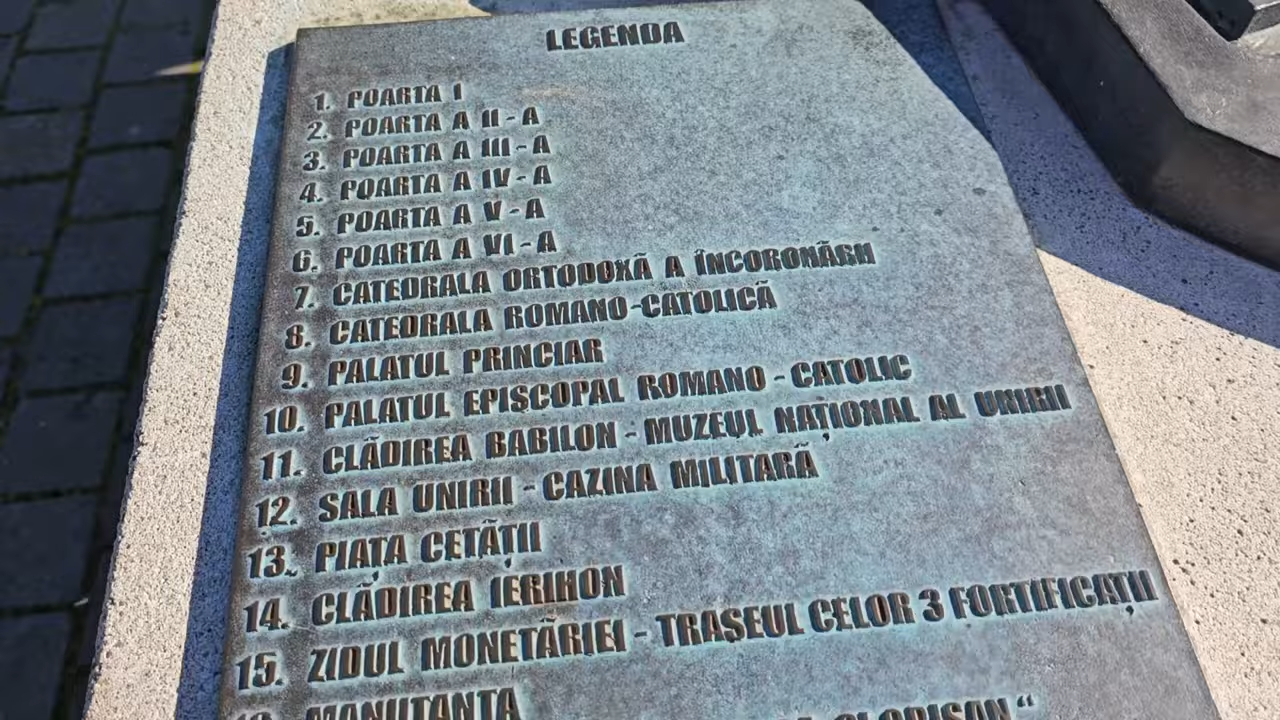 LEGENDA
1. POARTA I
2. POARTA A II - A
3. POARTA A III - A
4. POARTA A IV - A
5. POARTA A V - A
6. POARTA A VI - A
7. CATEDRALA ORTODOXĂ A ÎNCORONĂRII
8. CATEDRALA ROMANO-CATOLICĂ
9. PALATUL PRINCIAR
10. PALATUL EPISCOPAL ROMANO - CATOLIC
11. CLĂDIREA BABILON - MUZEUL NAȚIONAL AL UNIRII
12. SALA UNIRII - CAZINA MILITARĂ
13. PIAȚA CETĂȚII
14. CLĂDIREA IERIHON
15. ZIDUL MONETĂRIEI - TRASEUL CELOR 3 FORTIFICAȚII
MANUTANTA